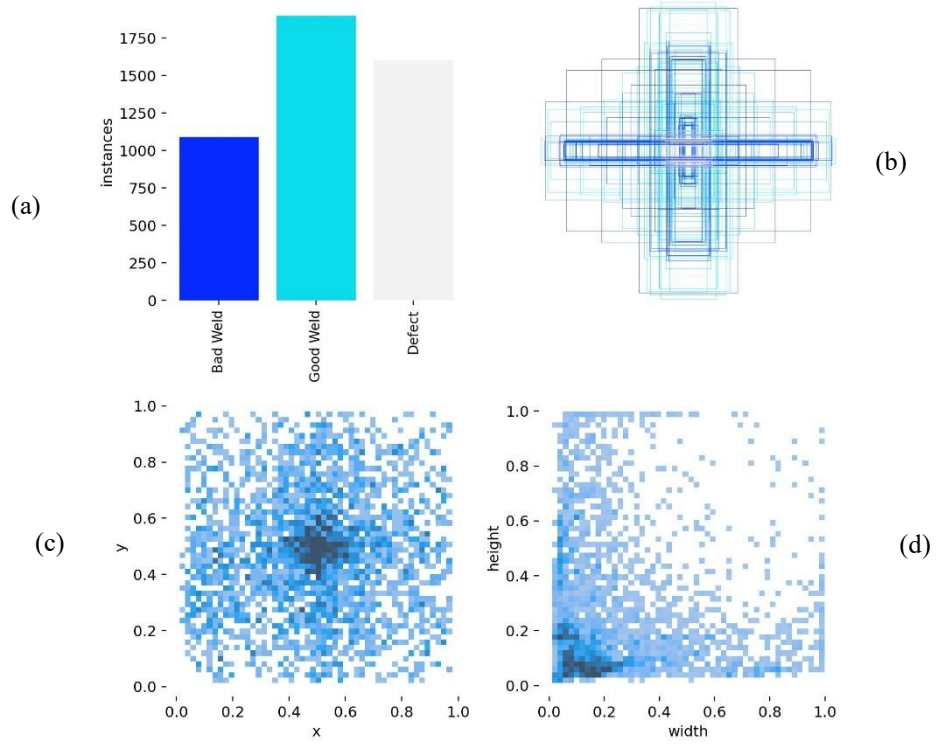 1750
1500
1250
1000
750
500
250
0
instances
Bad Weld
Good Weld
Defect
(a)
(b)
1.0
0.8
0.6
0.4
0.2
0.0
y
0.0 0.2 0.4 0.6 0.8 1.0
x
(c)
1.0
0.8
0.6
0.4
0.2
0.0
height
0.0 0.2 0.4 0.6 0.8 1.0
width
(d)